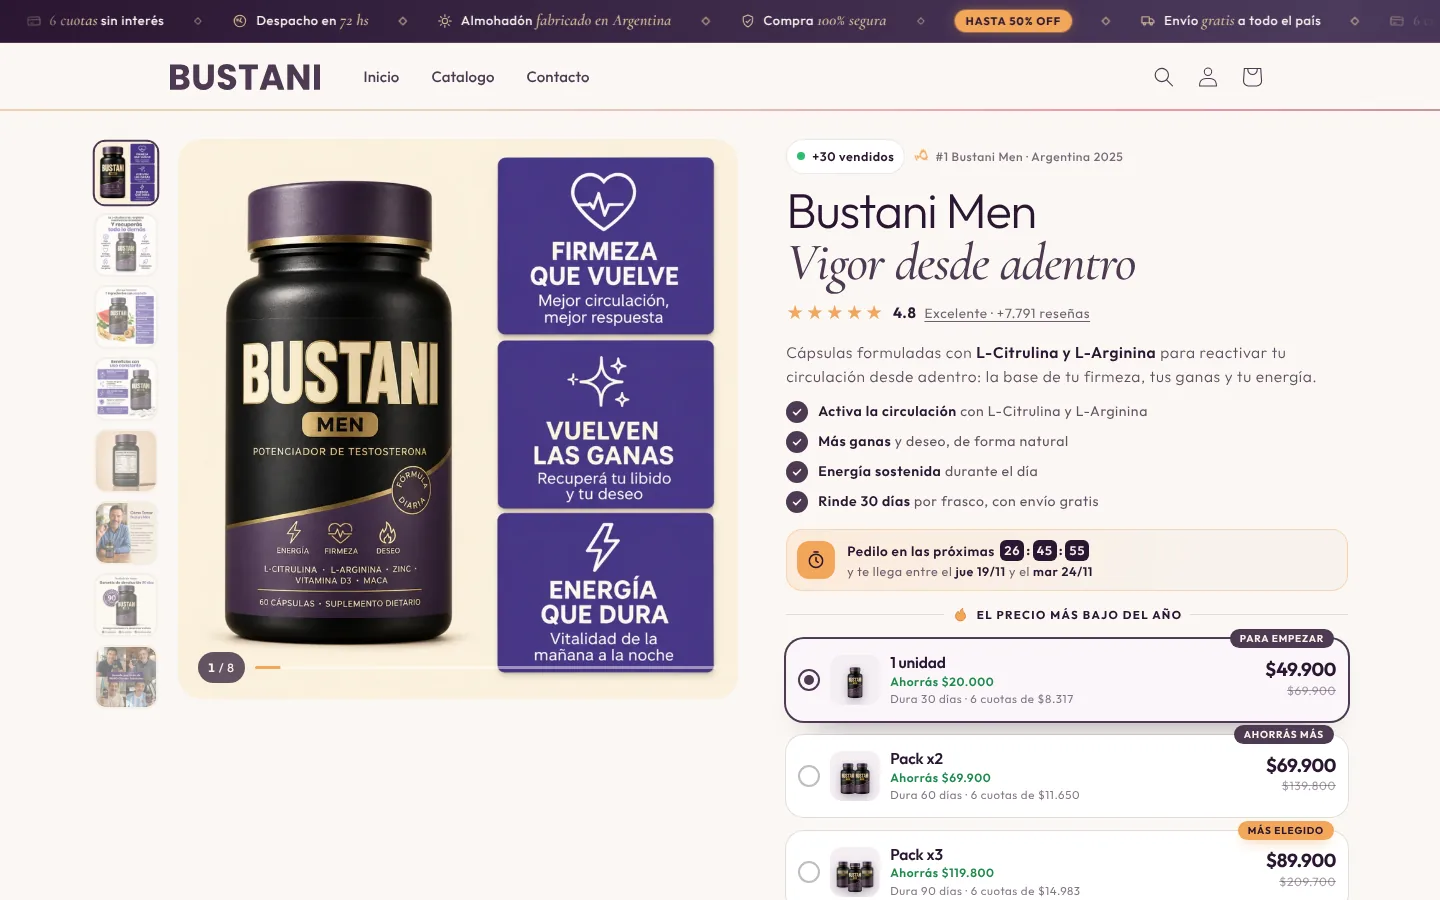 6 cuotas sin interés
Despacho en 72 hs
Almohadón fabricado en Argentina
Compra 100% segura
HASTA 50% OFF
Envío gratis a todo el país
BUSTANI
Inicio
Catalogo
Contacto
BUSTANI
MEN
POTENCIADOR DE TESTOSTERONA
FÓRMULA
DIARIA
ENERGÍA
FIRMEZA
DESEO
L-CITRULINA • L-ARGININA • ZINC •
VITAMINA D3 • MACA
60 CÁPSULAS • SUPLEMENTO DIETARIO
FIRMEZA
QUE VUELVE
Mejor circulación,
mejor respuesta
VUELVEN
LAS GANAS
Recuperá tu libido
y tu deseo
ENERGÍA
QUE DURA
Vitalidad de la
mañana a la noche
1 / 8
+30 vendidos
#1 Bustani Men · Argentina 2025
Bustani Men
Vigor desde adentro
4.8 Excelente · +7.791 reseñas
Cápsulas formuladas con L-Citrulina y L-Arginina para reactivar tu
circulación desde adentro: la base de tu firmeza, tus ganas y tu energía.
Activa la circulación con L-Citrulina y L-Arginina
Más ganas y deseo, de forma natural
Energía sostenida durante el día
Rinde 30 días por frasco, con envío gratis
Pedilo en las próximas 26 : 45 : 55
y te llega entre el jue 19/11 y el mar 24/11
EL PRECIO MÁS BAJO DEL AÑO
PARA EMPEZAR
1 unidad
Ahorrás $20.000
Dura 30 días · 6 cuotas de $8.317
$49.900
$69.900
AHORRÁS MÁS
Pack x2
Ahorrás $69.900
Dura 60 días · 6 cuotas de $11.650
$69.900
$139.800
MÁS ELEGIDO
Pack x3
Ahorrás $119.800
Dura 90 días · 6 cuotas de $14.983
$89.900
$209.700